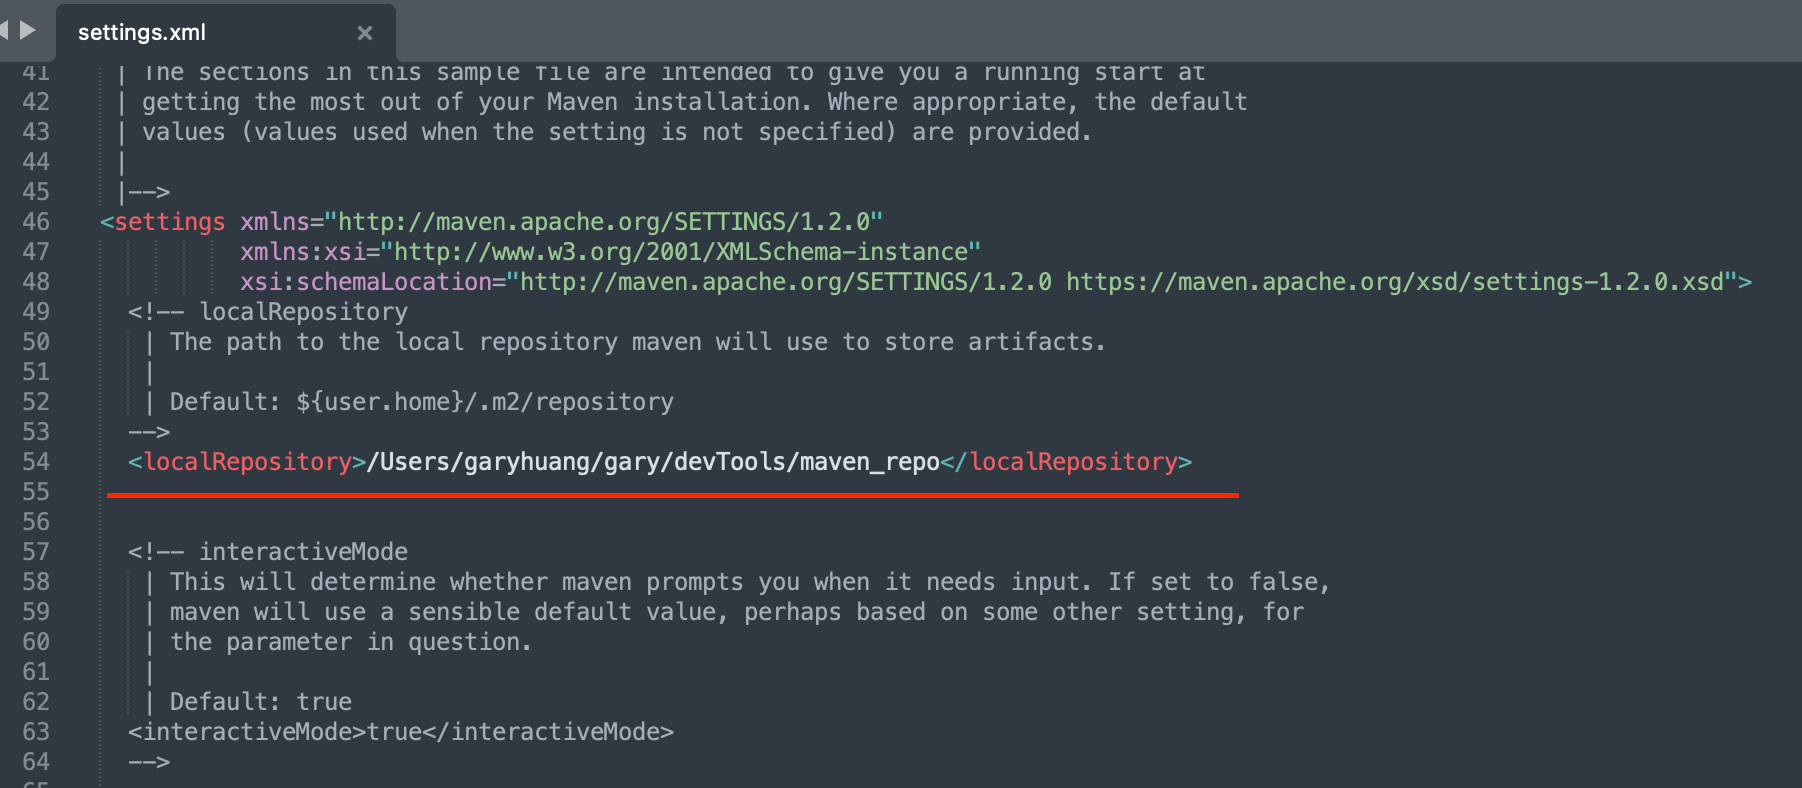 settings.xml ×
41 | The sections in this sample file are intended to give you a running start at
42 | getting the most out of your Maven installation. Where appropriate, the default
43 | values (values used when the setting is not specified) are provided.
44 |
45 |-->
46 <settings xmlns="http://maven.apache.org/SETTINGS/1.2.0"
47 xmlns:xsi="http://www.w3.org/2001/XMLSchema-instance"
48 xsi:schemaLocation="http://maven.apache.org/SETTINGS/1.2.0 https://maven.apache.org/xsd/settings-1.2.0.xsd">
49 <!-- localRepository
50 | The path to the local repository maven will use to store artifacts.
51 |
52 | Default: ${user.home}/.m2/repository
53 -->
54 <localRepository>/Users/garyhuang/gary/devTools/maven_repo</localRepository>
55
56
57 <!-- interactiveMode
58 | This will determine whether maven prompts you when it needs input. If set to false,
59 | maven will use a sensible default value, perhaps based on some other setting, for
60 | the parameter in question.
61 |
62 | Default: true
63 <interactiveMode>true</interactiveMode>
64 -->
65